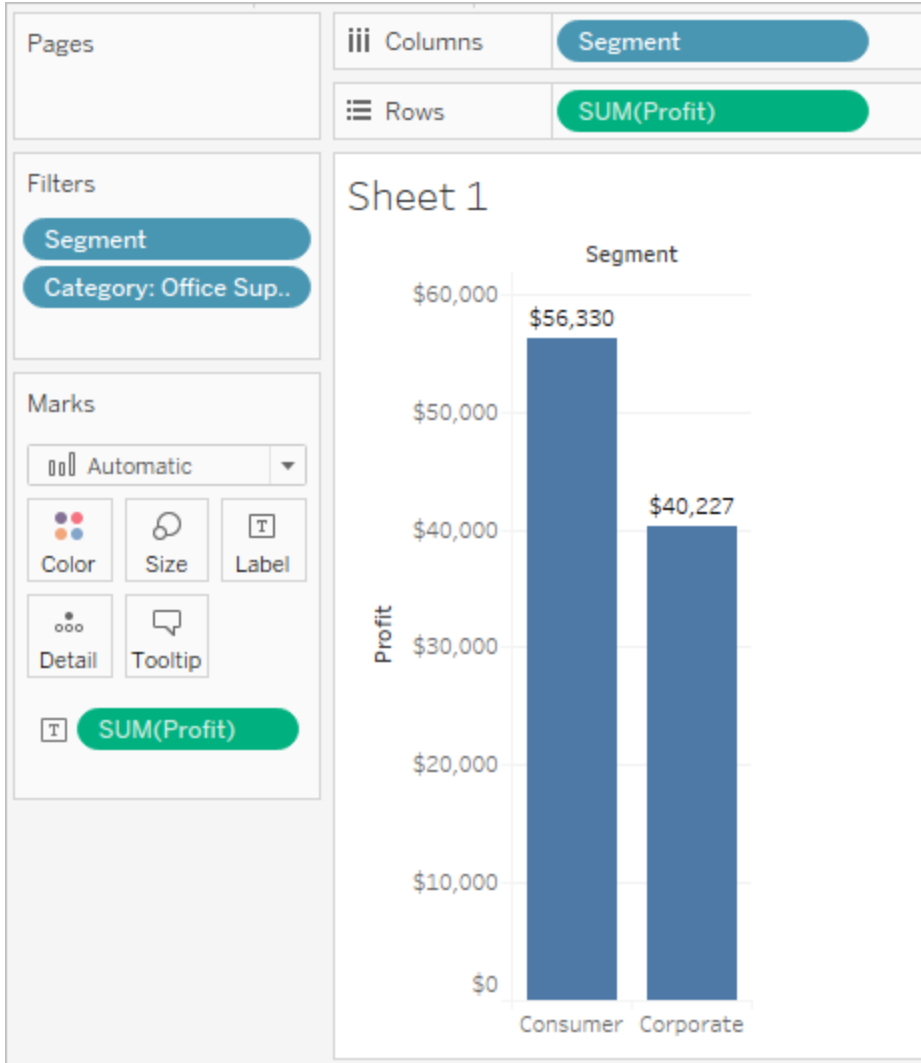 Pages
Columns
Segment
Rows
SUM(Profit)
Filters
Segment
Category: Office Sup..
Marks
Automatic
Color
Size
T
Label
Detail
Tooltip
T
SUM(Profit)
Sheet 1
Segment
$60,000
$50,000
$40,000
$30,000
$20,000
$10,000
$0
Profit
$56,330
$40,227
Consumer
Corporate